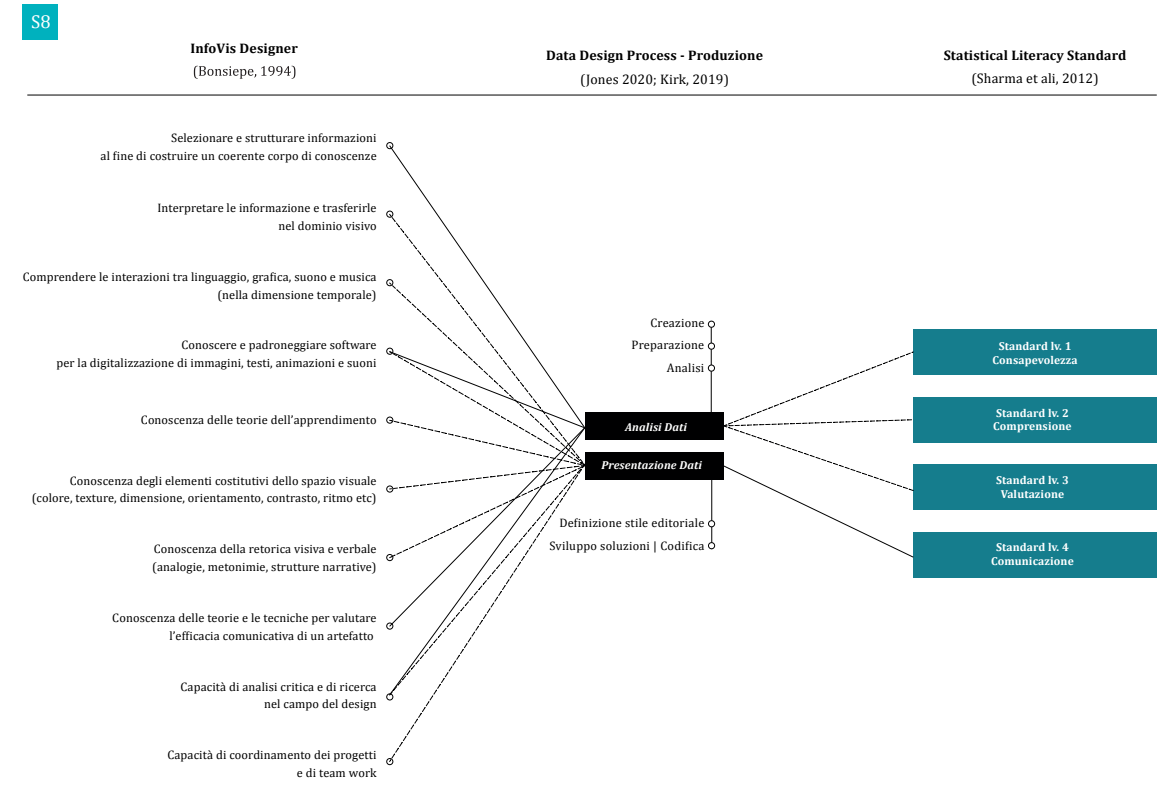 S8
InfoVis Designer
(Bonsiepe, 1994)
Data Design Process - Produzione
(Jones 2020; Kirk, 2019)
Statistical Literacy Standard
(Sharma et ali, 2012)
Selezionare e strutturare informazioni
al fine di costruire un coerente corpo di conoscenze
Interpretare le informazione e trasferirle
nel dominio visivo
Comprendere le interazioni tra linguaggio, grafica, suono e musica
(nella dimensione temporale)
Conoscere e padroneggiare software
per la digitalizzazione di immagini, testi, animazioni e suoni
Conoscenza delle teorie dell'apprendimento
Conoscenza degli elementi costitutivi dello spazio visuale
(colore, texture, dimensione, orientamento, contrasto, ritmo etc)
Conoscenza della retorica visiva e verbale
(analogie, metonimie, strutture narrative)
Conoscenza delle teorie e le tecniche per valutare
l'efficacia comunicativa di un artefatto
Capacità di analisi critica e di ricerca
nel campo del design
Capacità di coordinamento dei progetti
e di team work
Creazione
Preparazione
Analisi
Analisi Dati
Presentazione Dati
Definizione stile editoriale
Sviluppo soluzioni | Codifica
Standard lv. 1
Consapevolezza
Standard lv. 2
Comprensione
Standard lv. 3
Valutazione
Standard lv. 4
Comunicazione